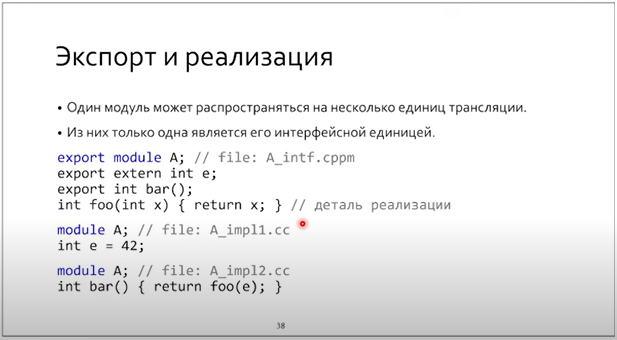 Экспорт и реализация
• Один модуль может распространяться на несколько единиц трансляции.
• Из них только одна является его интерфейсной единицей.
export module A; // file: A_intf.cppm
export extern int e;
export int bar();
int foo(int x) { return x; } // деталь реализации
module A; // file: A_impl1.cc
int e = 42;
module A; // file: A_impl2.cc
int bar() { return foo(e); }
38